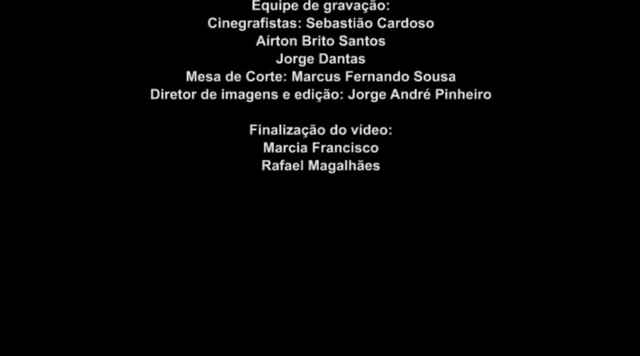 Equipe de gravação:
Cinegrafistas: Sebastião Cardoso
Aírton Brito Santos
Jorge Dantas
Mesa de Corte: Marcus Fernando Sousa
Diretor de imagens e edição: Jorge André Pinheiro
Finalização do vídeo:
Marcia Francisco
Rafael Magalhães